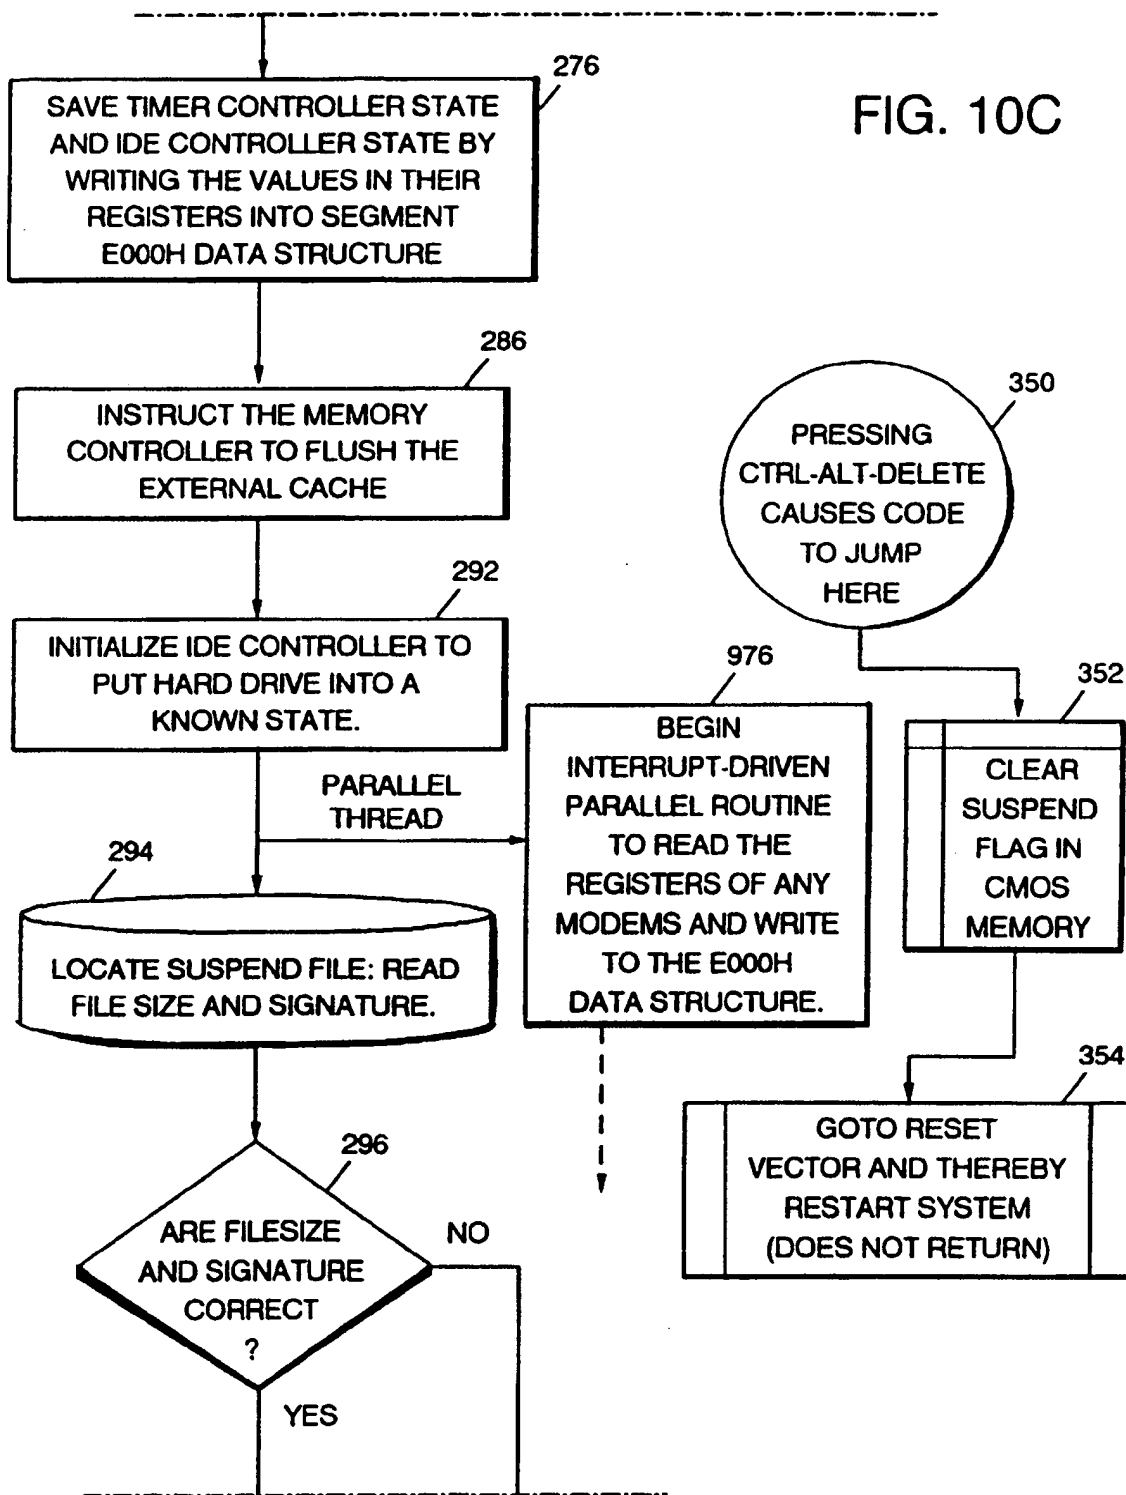 FIG. 10C
276
SAVE TIMER CONTROLLER STATE
AND IDE CONTROLLER STATE BY
WRITING THE VALUES IN THEIR
REGISTERS INTO SEGMENT
E000H DATA STRUCTURE
286
INSTRUCT THE MEMORY
CONTROLLER TO FLUSH THE
EXTERNAL CACHE
292
INITIALIZE IDE CONTROLLER TO
PUT HARD DRIVE INTO A
KNOWN STATE.
PARALLEL
THREAD
976
BEGIN
INTERRUPT-DRIVEN
PARALLEL ROUTINE
TO READ THE
REGISTERS OF ANY
MODEMS AND WRITE
TO THE E000H
DATA STRUCTURE.
294
LOCATE SUSPEND FILE: READ
FILE SIZE AND SIGNATURE.
296
ARE FILESIZE
AND SIGNATURE
CORRECT
?
NO
YES
350
PRESSING
CTRL-ALT-DELETE
CAUSES CODE
TO JUMP
HERE
352
CLEAR
SUSPEND
FLAG IN
CMOS
MEMORY
354
GOTO RESET
VECTOR AND THEREBY
RESTART SYSTEM
(DOES NOT RETURN)